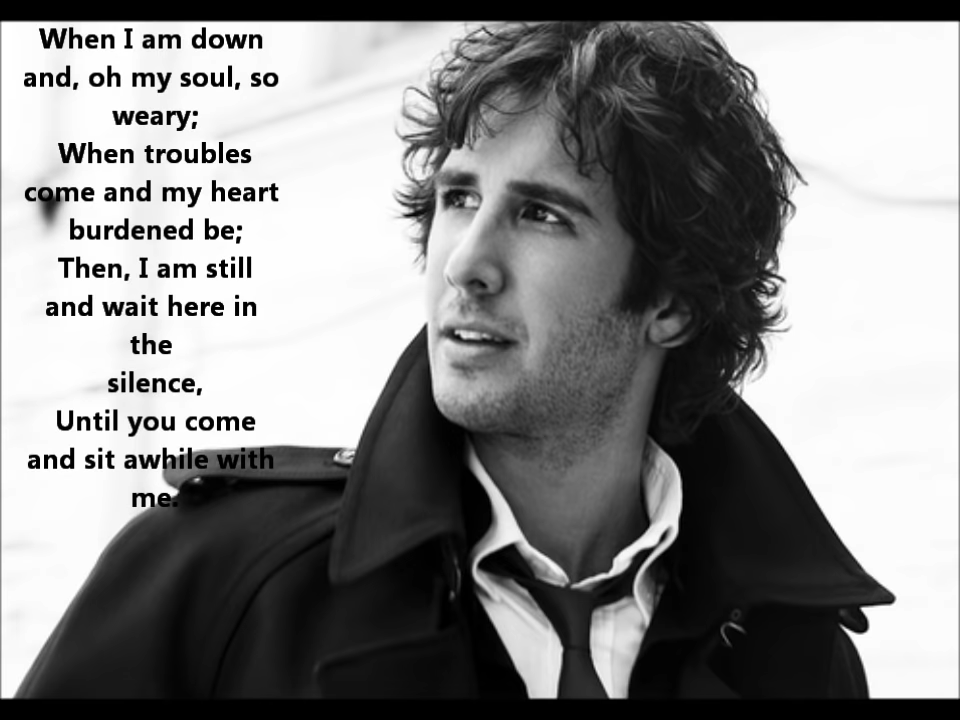 When I am down
and, oh my soul, so
weary;
When troubles
come and my heart
burdened be;
Then, I am still
and wait here in
the
silence,
Until you come
and sit awhile with
me.